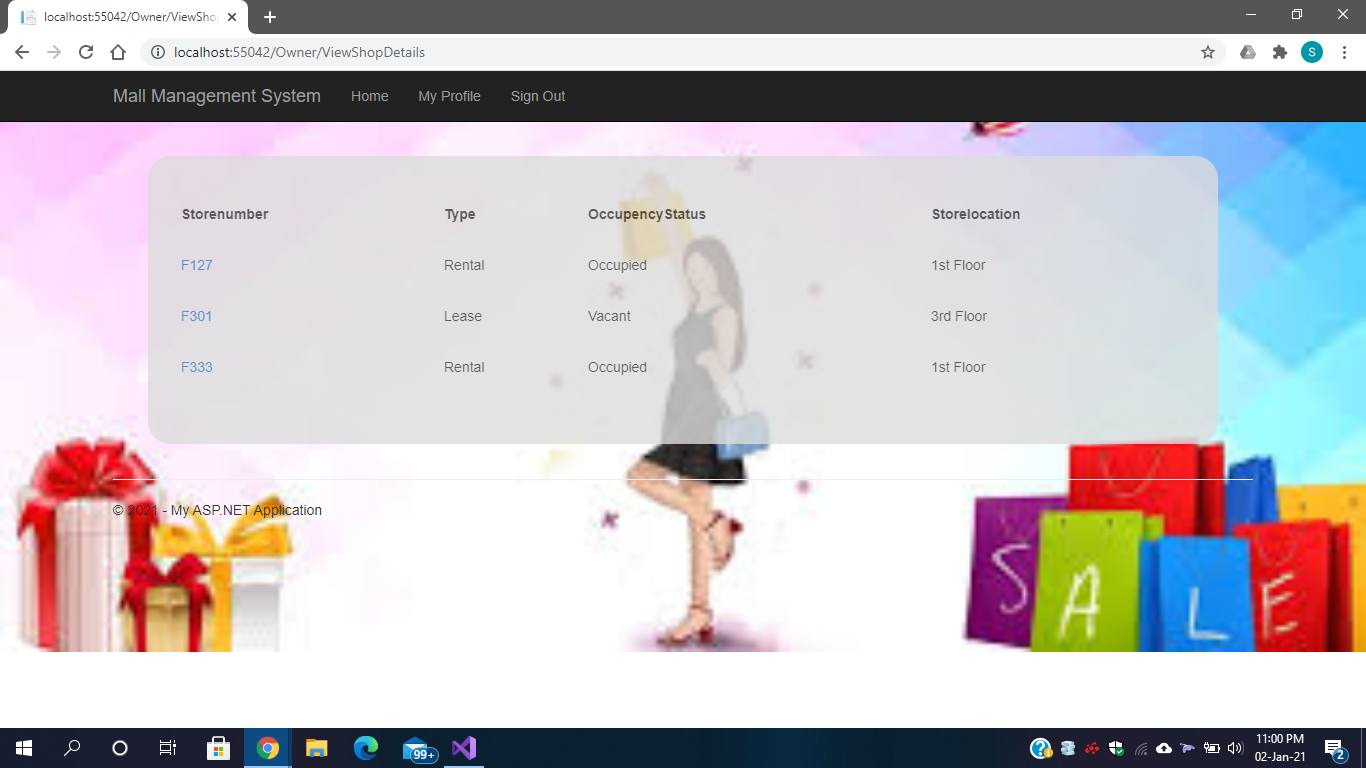 localhost:55042/Owner/ViewSho
localhost:55042/Owner/ViewShopDetails
S
Mall Management System Home My Profile Sign Out
Storenumber Type OccupencyStatus Storelocation
F127 Rental Occupied 1st Floor
F301 Lease Vacant 3rd Floor
F333 Rental Occupied 1st Floor
© 2021 - My ASP.NET Application
S A L E
99+
11:00 PM
02-Jan-21
2